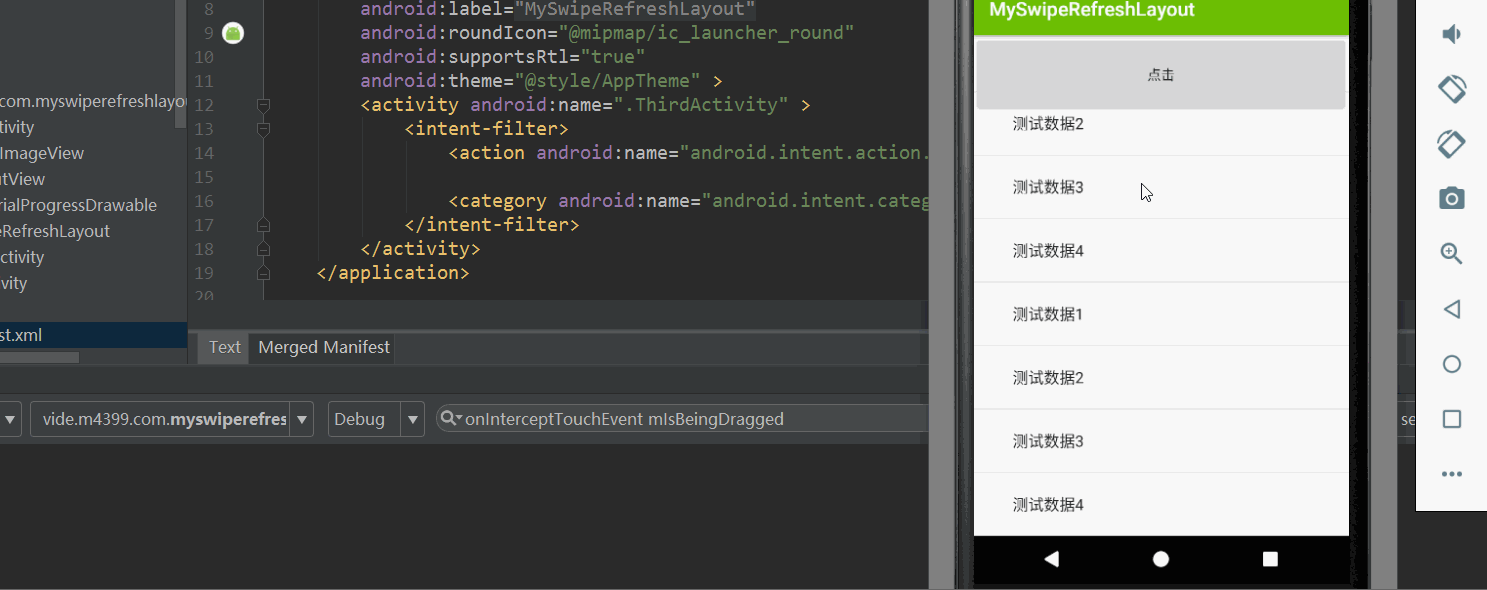 com.myswiperefreshlayou
tivity
ImageView
utView
rialProgressDrawable
eRefreshLayout
ctivity
ivity
st.xml
8 android:label="MySwipeRefreshLayout"
9 android:roundIcon="@mipmap/ic_launcher_round"
10 android:supportsRtl="true"
11 android:theme="@style/AppTheme" >
12 <activity android:name=".ThirdActivity" >
13 <intent-filter>
14 <action android:name="android.intent.action.
15
16 <category android:name="android.intent.categ
17 </intent-filter>
18 </activity>
19 </application>
20
Text Merged Manifest
vide.m4399.com.myswiperefres Debug onInterceptTouchEvent mIsBeingDragged se
MySwipeRefreshLayout
点击
测试数据2
测试数据3
测试数据4
测试数据1
测试数据2
测试数据3
测试数据4